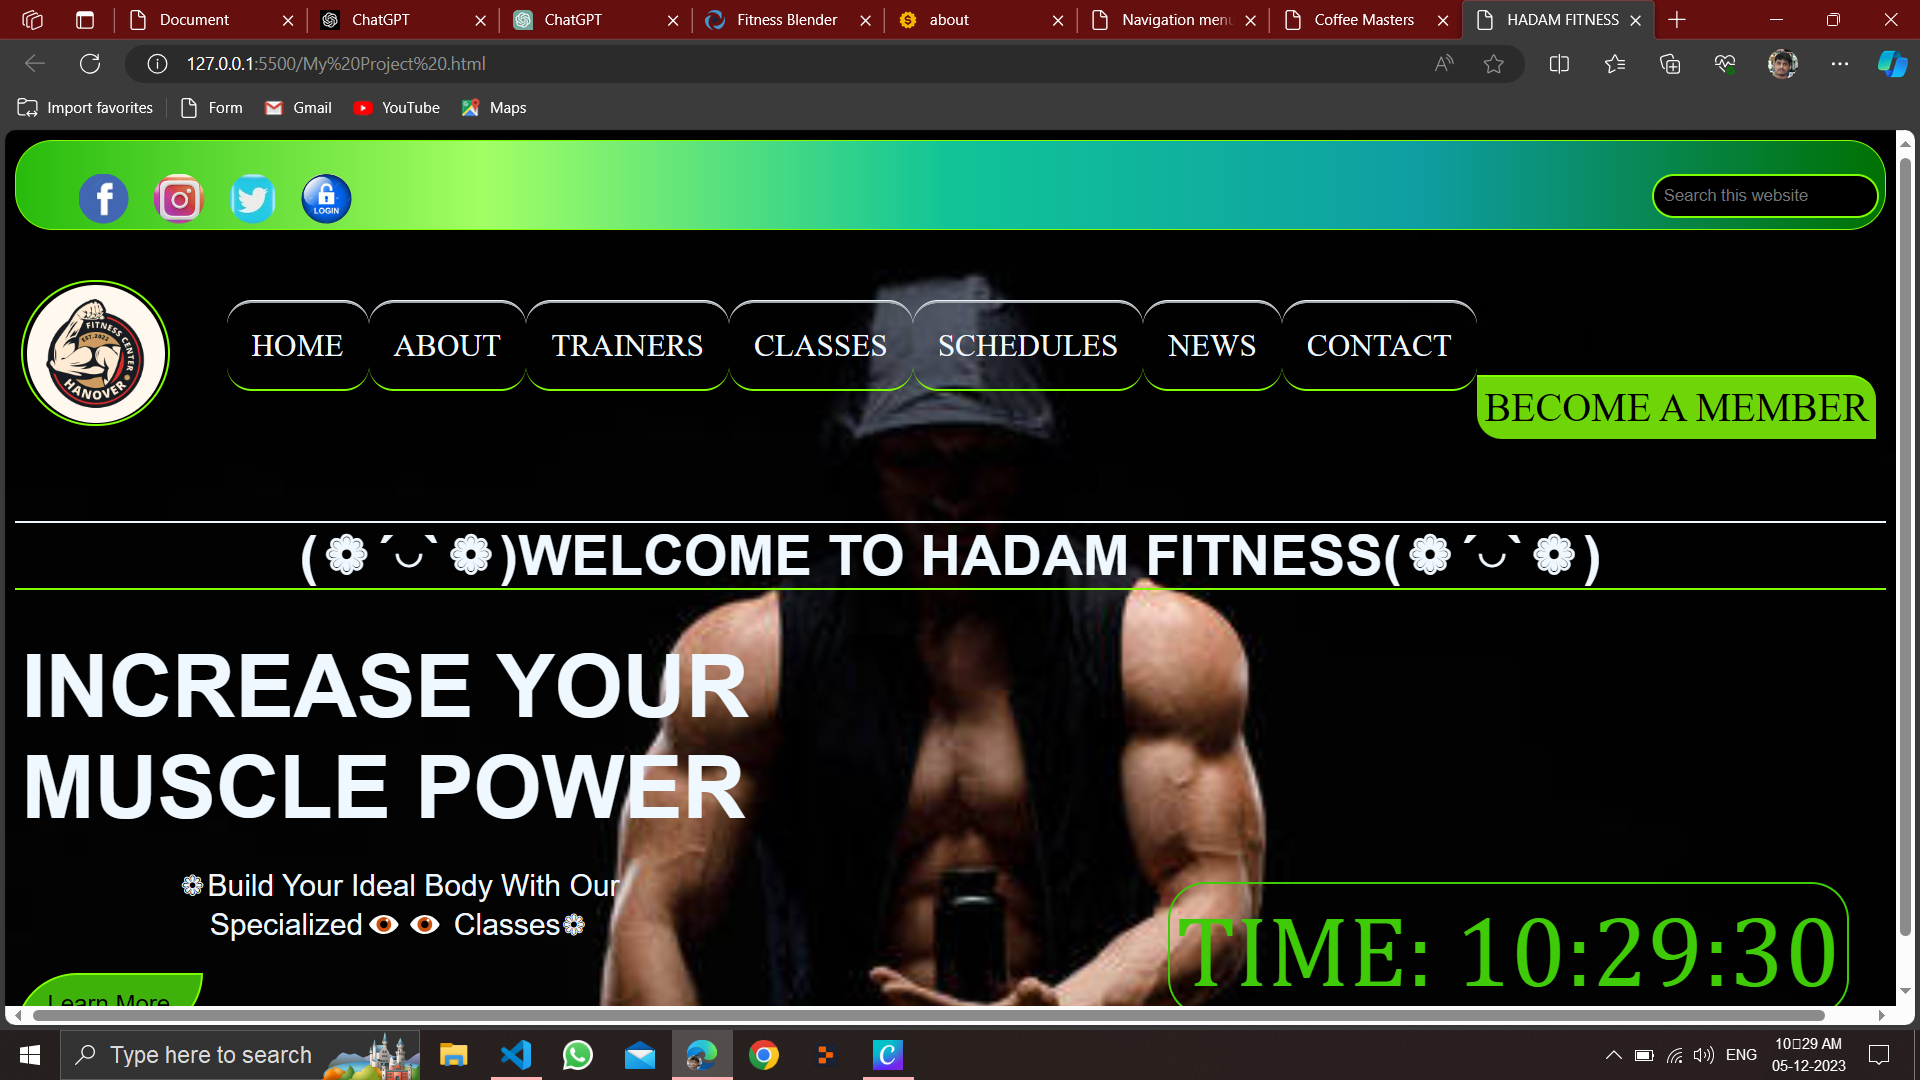 Document
ChatGPT
ChatGPT
Fitness Blender
about
Navigation menu
Coffee Masters
HADAM FITNESS
127.0.0.1:5500/My%20Project%20.html
Import favorites
Form
Gmail
YouTube
Maps
LOGIN
Search this website
FITNESS CENTER
EST.2022
HANOVER
HOME
ABOUT
TRAINERS
CLASSES
SCHEDULES
NEWS
CONTACT
BECOME A MEMBER
(❁´◡`❁)WELCOME TO HADAM FITNESS(❁´◡`❁)
INCREASE YOUR
MUSCLE POWER
❁Build Your Ideal Body With Our
Specialized👁️👁️ Classes❁
Learn More
TIME: 10:29:30
Type here to search
ENG
10▯29 AM
05-12-2023